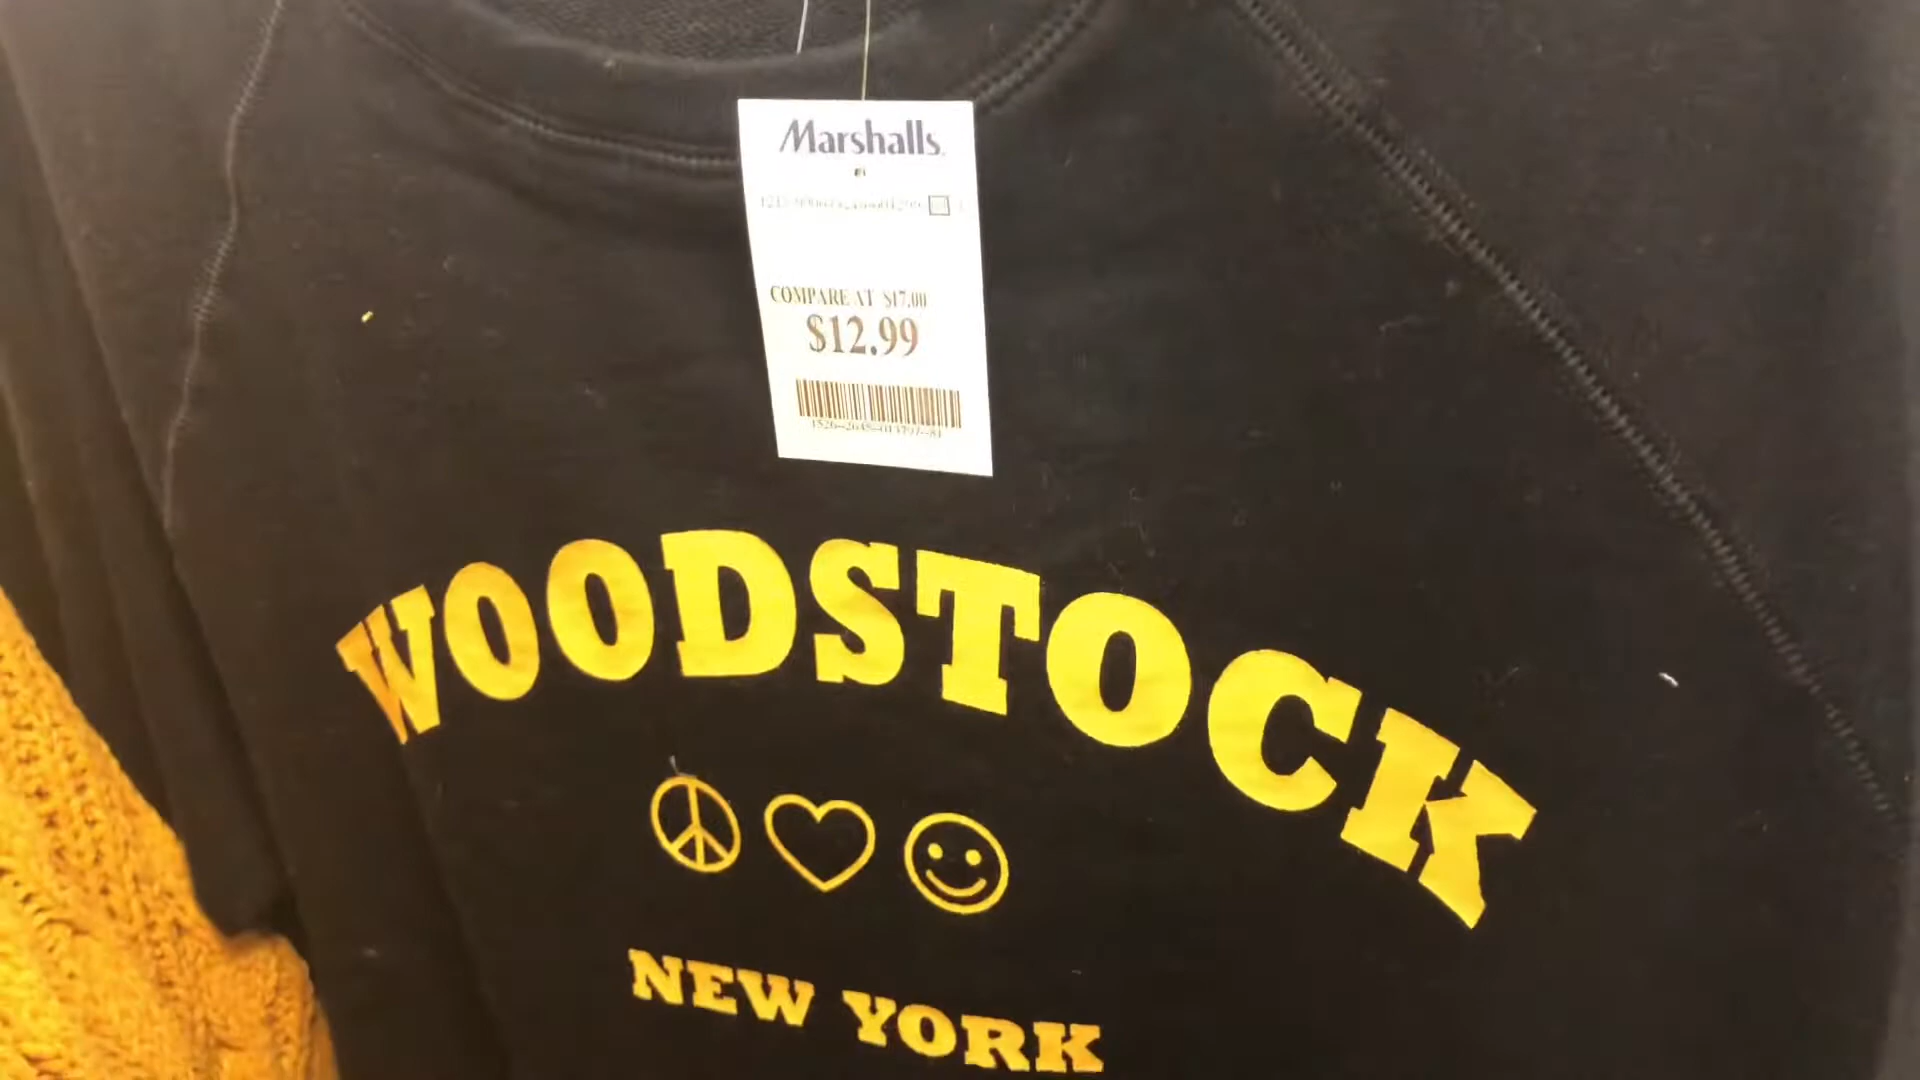 Marshalls
COMPARE AT $17.00
$12.99
WOODSTOCK
NEW YORK